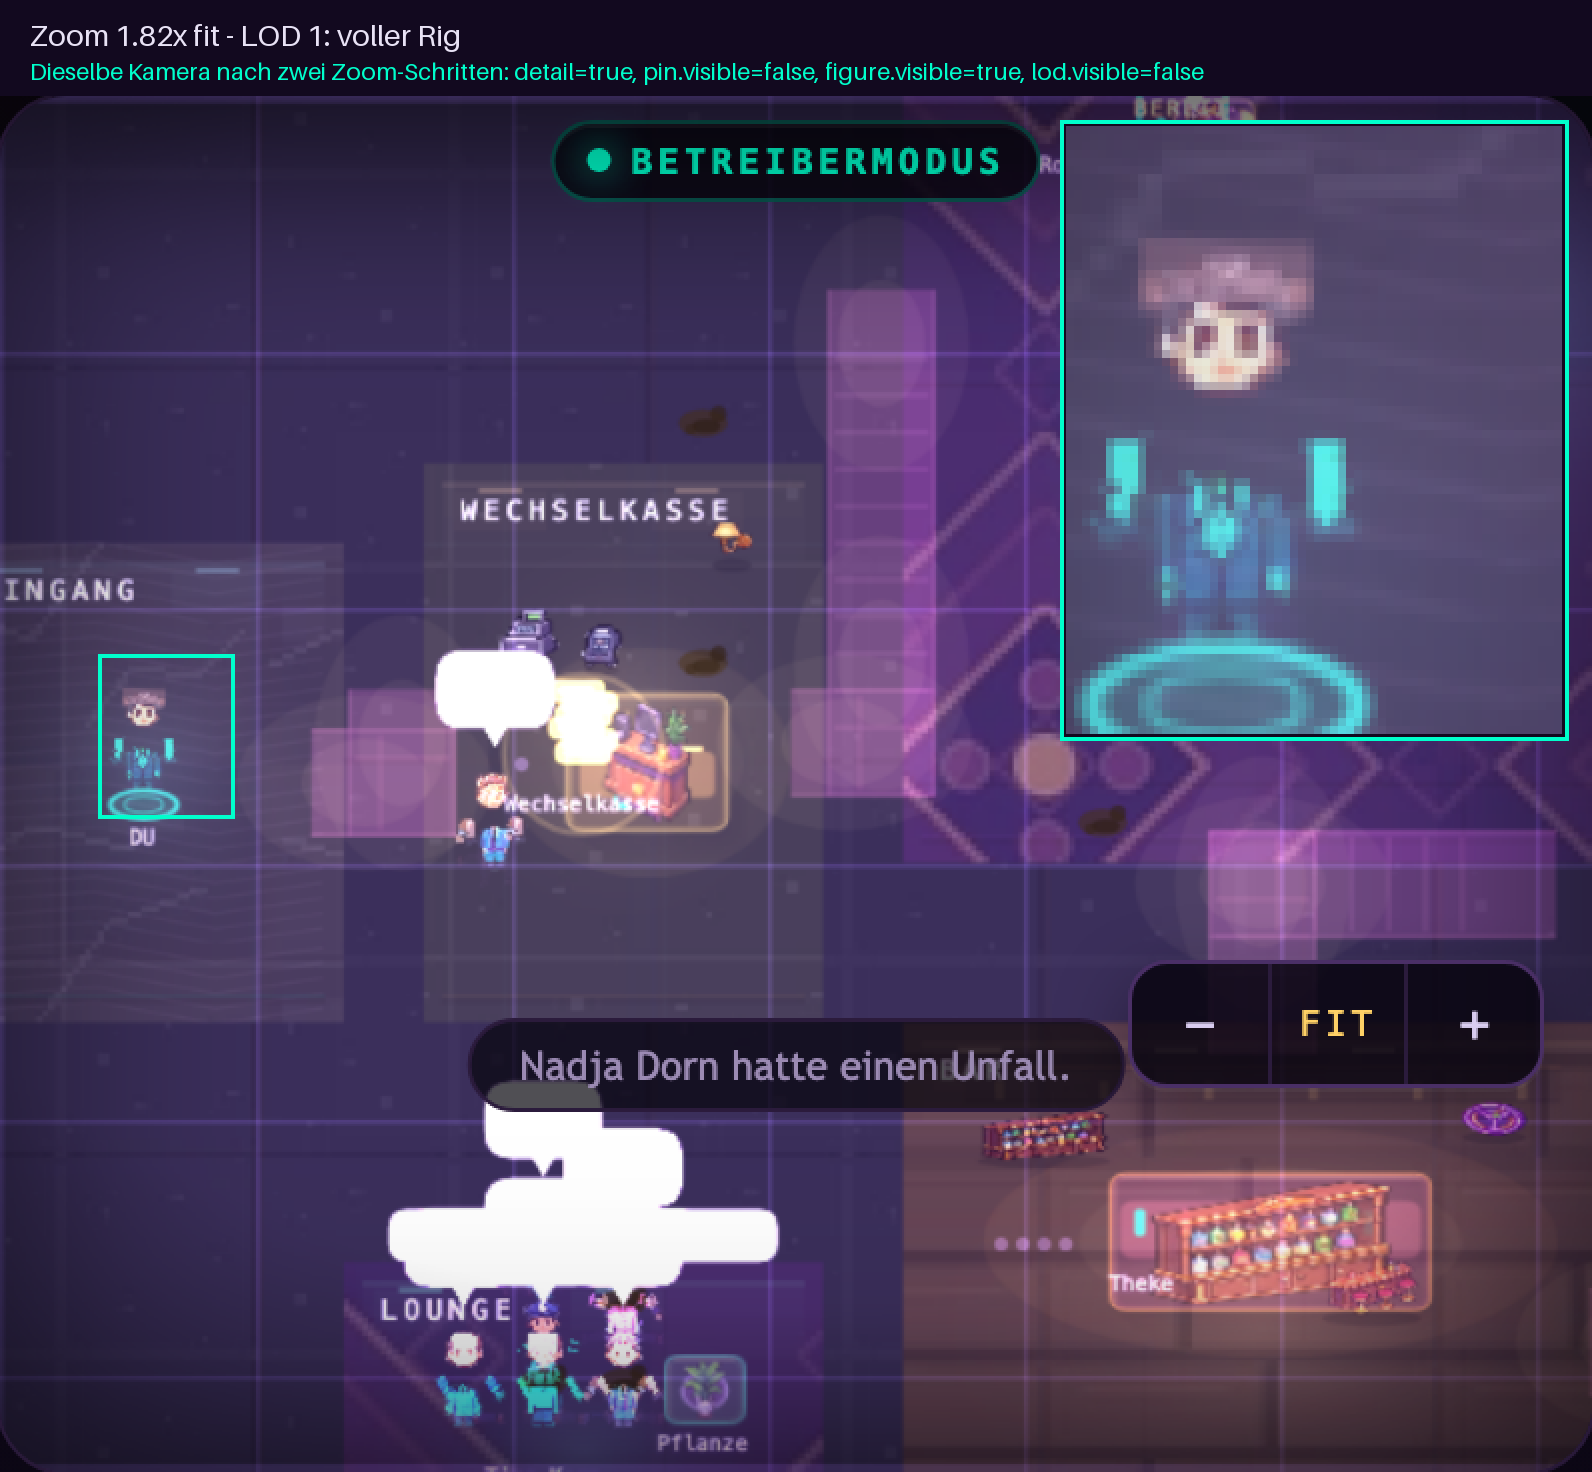 Zoom 1.82x fit - LOD 1: voller Rig
Dieselbe Kamera nach zwei Zoom-Schritten: detail=true, pin.visible=false, figure.visible=true, lod.visible=false
BETREIBERMODUS
WECHSELKASSE
INGANG
Wechselkasse
DU
− FIT +
Nadja Dorn hatte einen Unfall.
Theke
LOUNGE
Pflanze